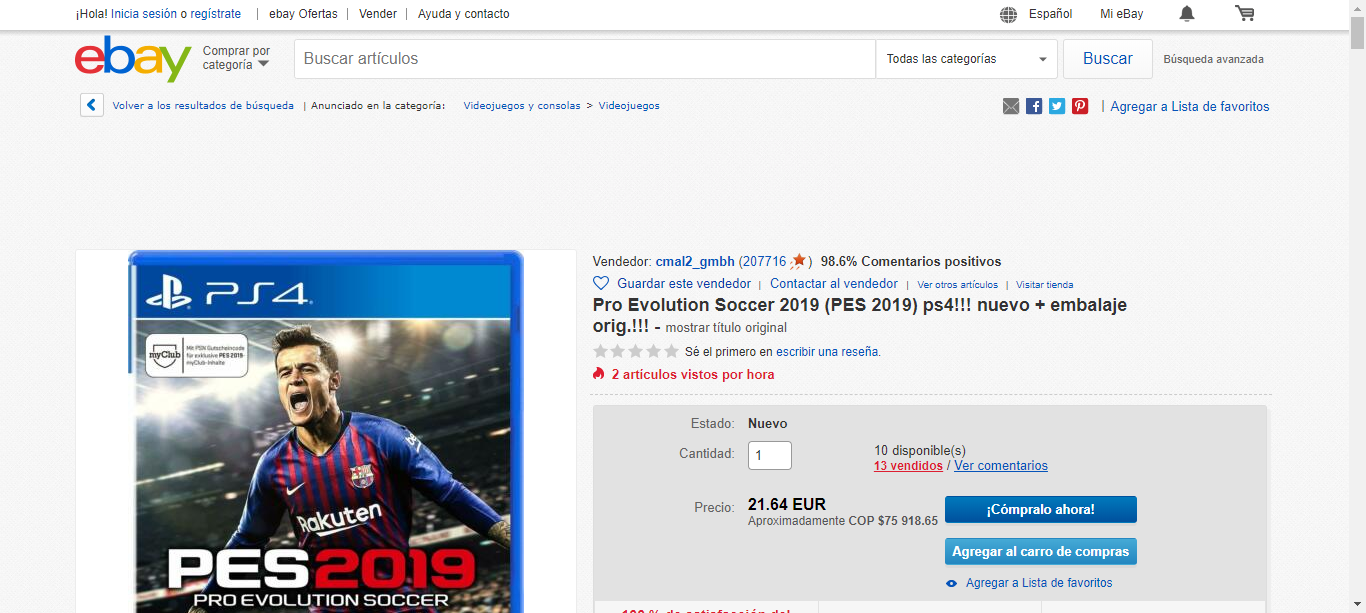 ¡Hola! Inicia sesión o regístrate | ebay Ofertas | Vender | Ayuda y contacto Español Mi eBay
ebay Comprar por categoría Buscar artículos Todas las categorías Buscar Búsqueda avanzada
Volver a los resultados de búsqueda | Anunciado en la categoría: Videojuegos y consolas > Videojuegos | Agregar a Lista de favoritos
PS4
myClub
Mit PSN Gutscheincode
für exklusive PES 2019
myClub-Inhalte
Rakuten
PES2019
PRO EVOLUTION SOCCER
Vendedor: cmal2_gmbh (207716 ) 98.6% Comentarios positivos
Guardar este vendedor | Contactar al vendedor | Ver otros artículos | Visitar tienda
Pro Evolution Soccer 2019 (PES 2019) ps4!!! nuevo + embalaje
orig.!!! - mostrar título original
Sé el primero en escribir una reseña.
2 artículos vistos por hora
Estado: Nuevo
Cantidad: 1 10 disponible(s)
13 vendidos / Ver comentarios
Precio: 21.64 EUR ¡Cómpralo ahora!
Aproximadamente COP $75 918.65
Agregar al carro de compras
Agregar a Lista de favoritos
100 % de satisfacción del